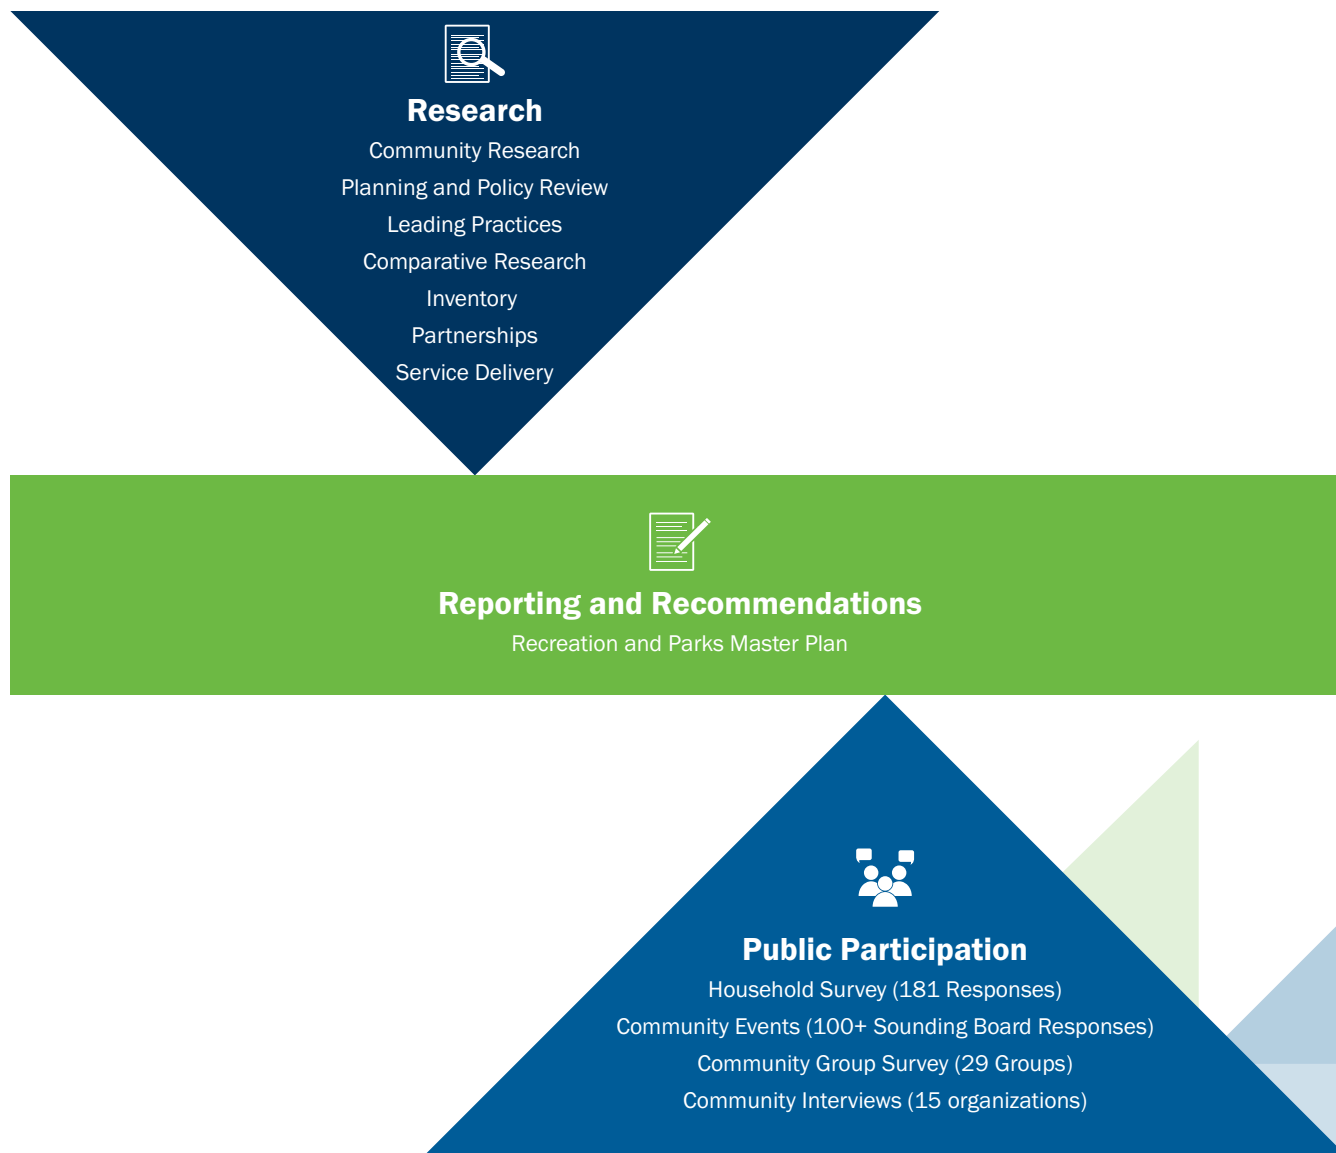 Research
Community Research
Planning and Policy Review
Leading Practices
Comparative Research
Inventory
Partnerships
Service Delivery
Reporting and Recommendations
Recreation and Parks Master Plan
Public Participation
Household Survey (181 Responses)
Community Events (100+ Sounding Board Responses)
Community Group Survey (29 Groups)
Community Interviews (15 organizations)